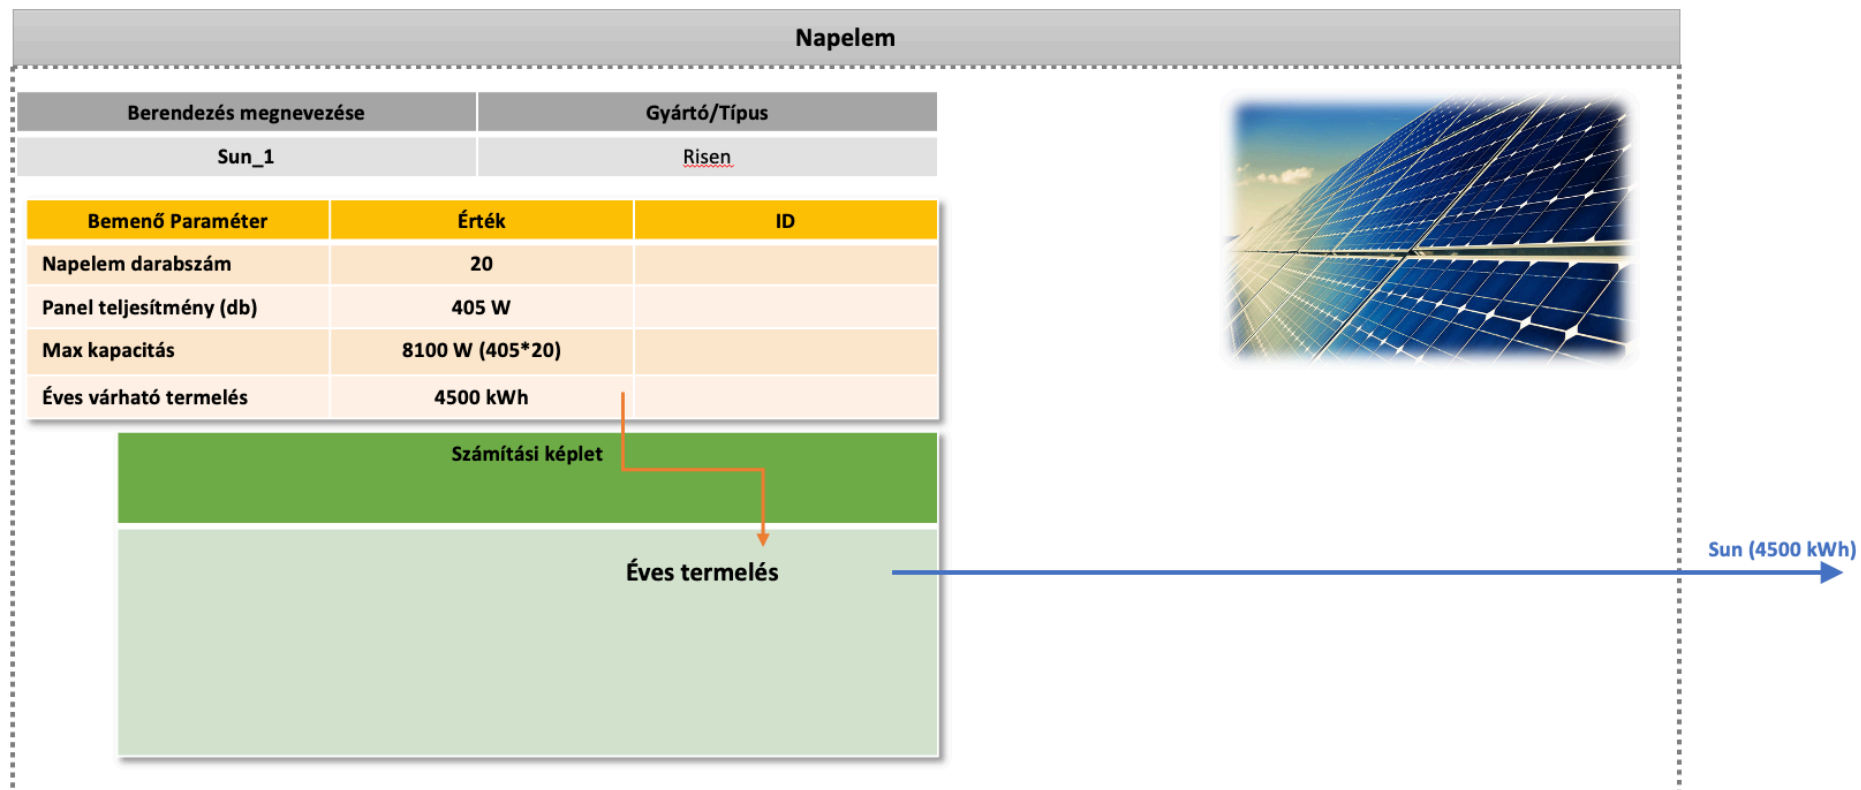 Napelem
Berendezés megnevezése Gyártó/Típus
Sun_1 Risen
Bemenő Paraméter Érték ID
Napelem darabszám 20
Panel teljesítmény (db) 405 W
Max kapacitás 8100 W (405*20)
Éves várható termelés 4500 kWh
Számítási képlet
Éves termelés
Sun (4500 kWh)